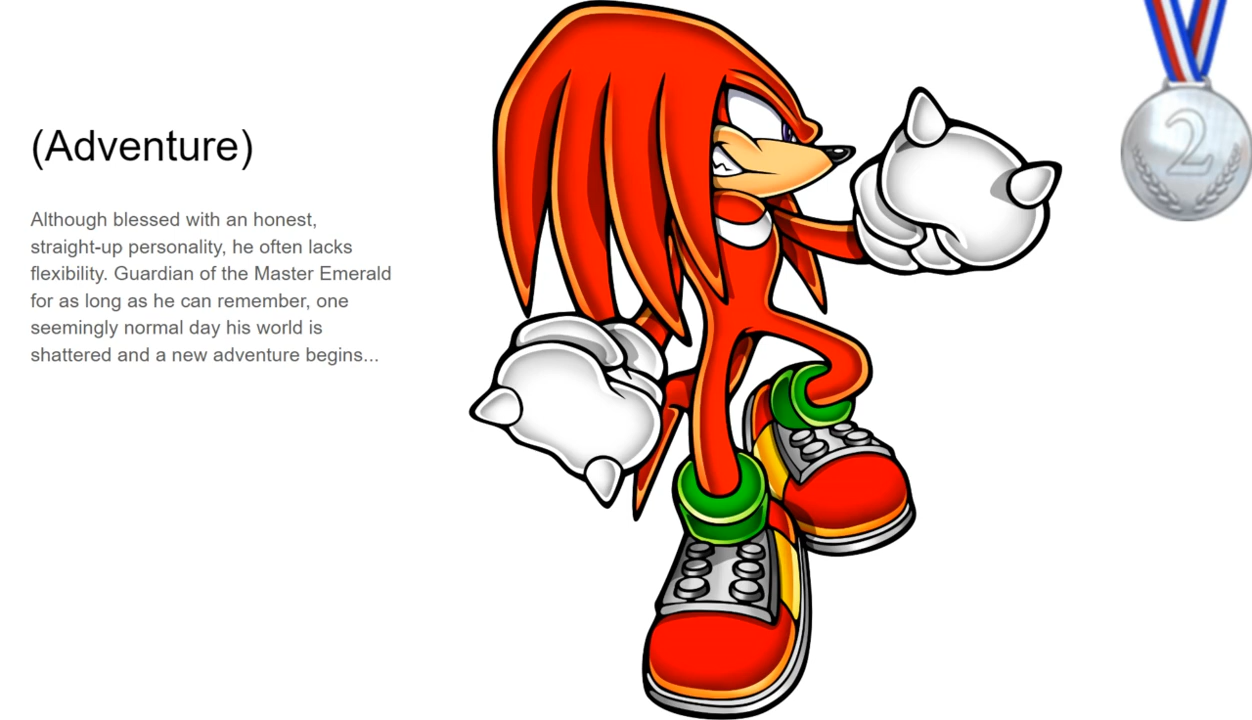 (Adventure)
Although blessed with an honest,
straight-up personality, he often lacks
flexibility. Guardian of the Master Emerald
for as long as he can remember, one
seemingly normal day his world is
shattered and a new adventure begins...
2